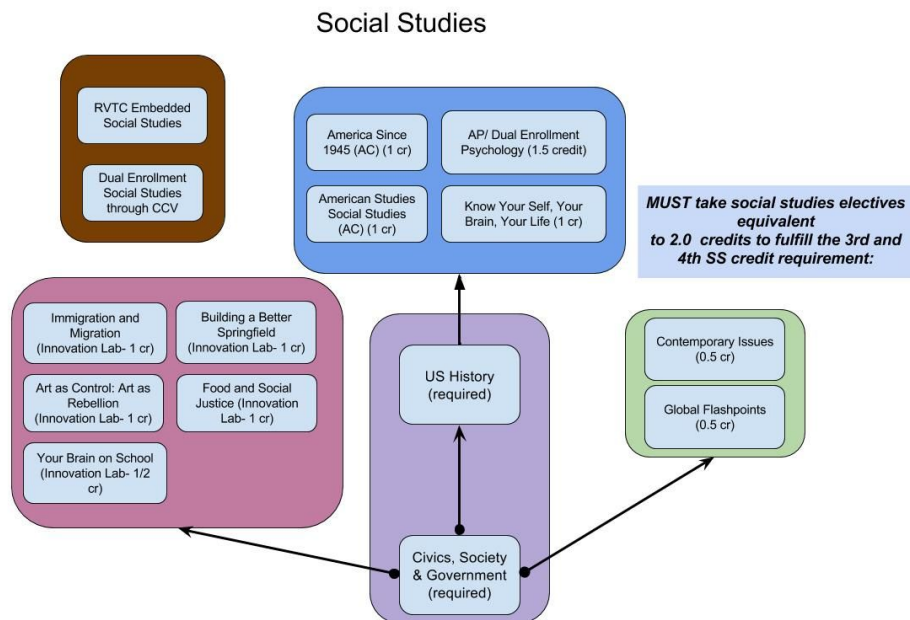 Social Studies
RVTC Embedded
Social Studies
Dual Enrollment
Social Studies
through CCV
America Since
1945 (AC) (1 cr)
AP/ Dual Enrollment
Psychology (1.5 credit)
American Studies
Social Studies
(AC) (1 cr)
Know Your Self, Your
Brain, Your Life (1 cr)
MUST take social studies electives
equivalent
to 2.0 credits to fulfill the 3rd and
4th SS credit requirement:
Immigration and
Migration
(Innovation Lab- 1 cr)
Building a Better
Springfield
(Innovation Lab- 1 cr)
Art as Control: Art as
Rebellion
(Innovation Lab- 1 cr)
Food and Social
Justice (Innovation
Lab- 1 cr)
Your Brain on School
(Innovation Lab- 1/2
cr)
US History
(required)
Contemporary Issues
(0.5 cr)
Global Flashpoints
(0.5 cr)
Civics, Society
& Government
(required)